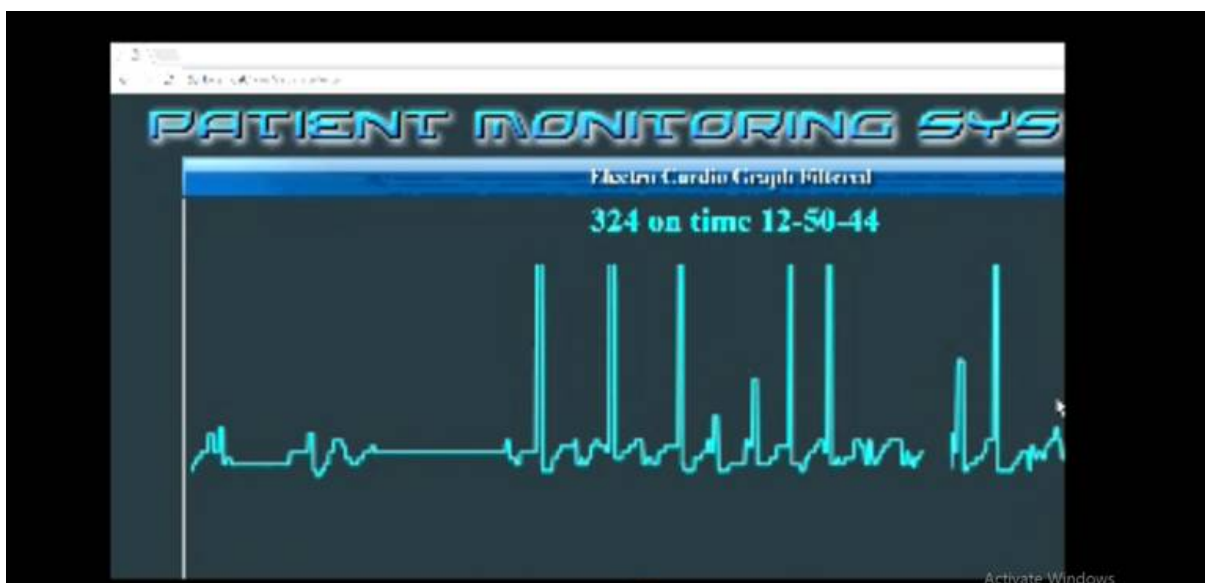 PATIENT MONITORING SYS
Electro Cardio Graph Filtered
324 on time 12-50-44
Activate Windows